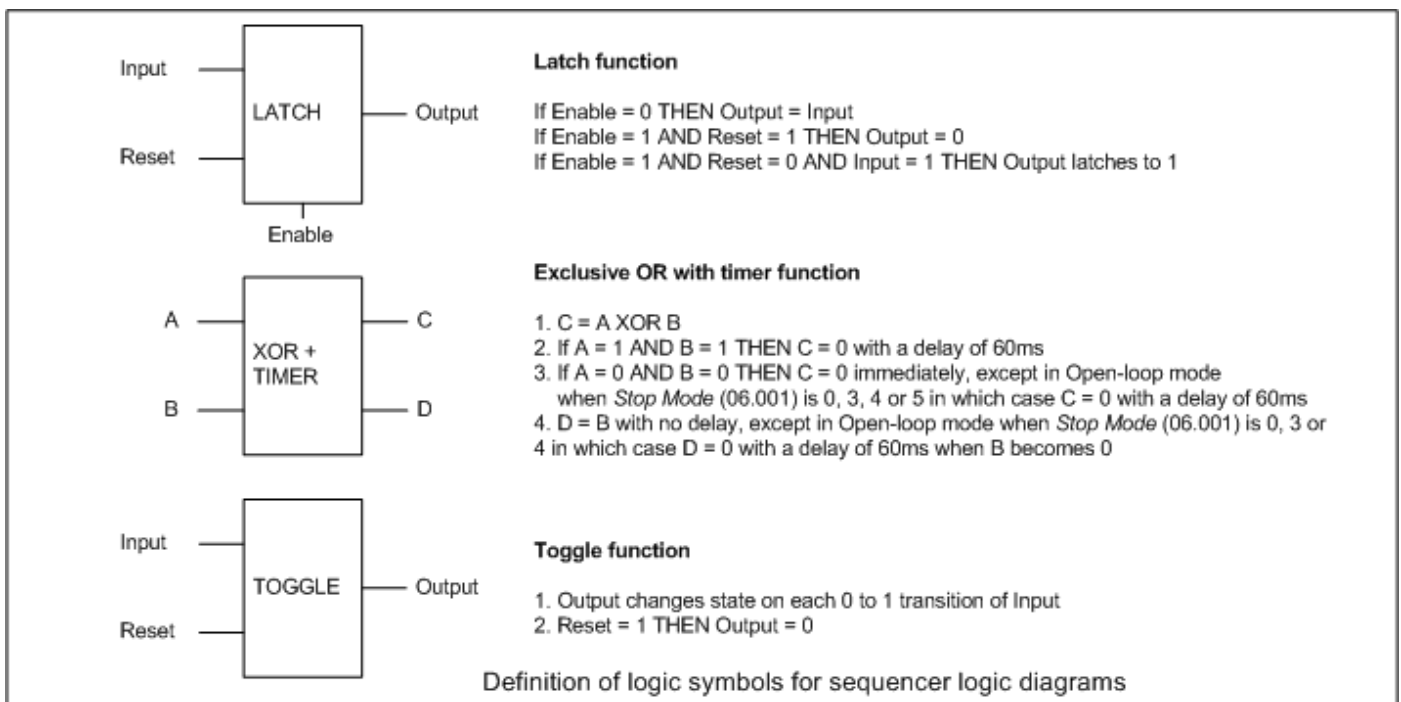 Input
Reset
LATCH
Output
Enable
Latch function
If Enable = 0 THEN Output = Input
If Enable = 1 AND Reset = 1 THEN Output = 0
If Enable = 1 AND Reset = 0 AND Input = 1 THEN Output latches to 1
A
B
XOR +
TIMER
C
D
Exclusive OR with timer function
1. C = A XOR B
2. If A = 1 AND B = 1 THEN C = 0 with a delay of 60ms
3. If A = 0 AND B = 0 THEN C = 0 immediately, except in Open-loop mode
when Stop Mode (06.001) is 0, 3, 4 or 5 in which case C = 0 with a delay of 60ms
4. D = B with no delay, except in Open-loop mode when Stop Mode (06.001) is 0, 3 or
4 in which case D = 0 with a delay of 60ms when B becomes 0
Input
Reset
TOGGLE
Output
Toggle function
1. Output changes state on each 0 to 1 transition of Input
2. Reset = 1 THEN Output = 0
Definition of logic symbols for sequencer logic diagrams